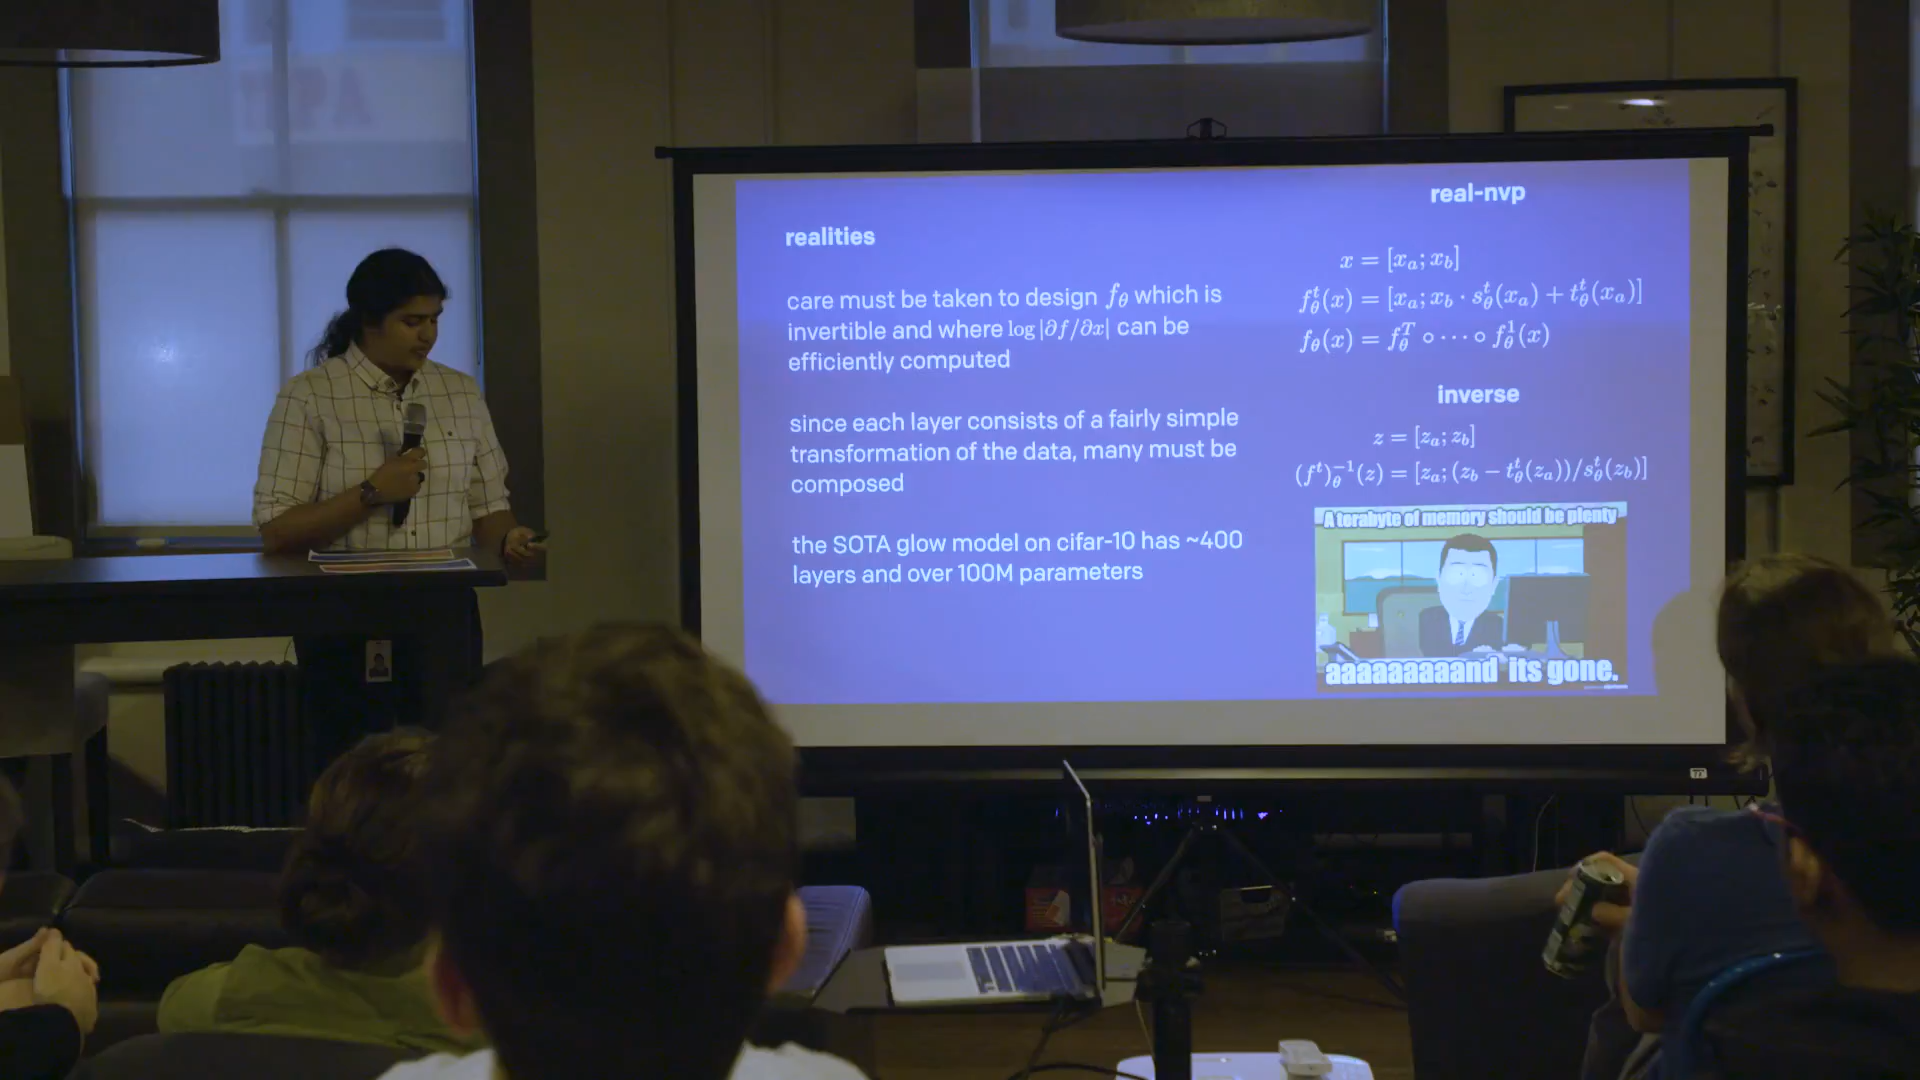 realities
care must be taken to design f_θ which is
invertible and where log |∂f/∂x| can be
efficiently computed
since each layer consists of a fairly simple
transformation of the data, many must be
composed
the SOTA glow model on cifar-10 has ~400
layers and over 100M parameters
real-nvp
x = [x_a; x_b]
f_θ^t(x) = [x_a; x_b · s_θ^t(x_a) + t_θ^t(x_a)]
f_θ(x) = f_θ^T ∘ ⋯ ∘ f_θ^1(x)
inverse
z = [z_a; z_b]
(f^t)_θ^{-1}(z) = [z_a; (z_b − t_θ^t(z_a))/s_θ^t(z_b)]
A terabyte of memory should be plenty
aaaaaaaaand its gone.